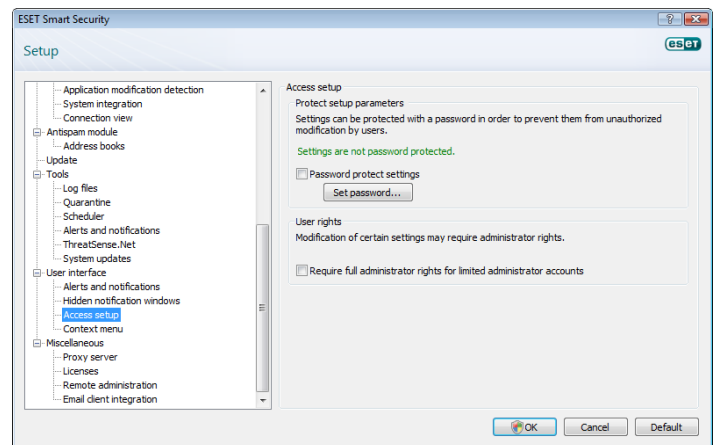 ESET Smart Security
Setup
eset
Application modification detection
System integration
Connection view
Antispam module
Address books
Update
Tools
Log files
Quarantine
Scheduler
Alerts and notifications
ThreatSense.Net
System updates
User interface
Alerts and notifications
Hidden notification windows
Access setup
Context menu
Miscellaneous
Proxy server
Licenses
Remote administration
Email client integration
Access setup
Protect setup parameters
Settings can be protected with a password in order to prevent them from unauthorized
modification by users.
Settings are not password protected.
Password protect settings
Set password...
User rights
Modification of certain settings may require administrator rights.
Require full administrator rights for limited administrator accounts
OK
Cancel
Default